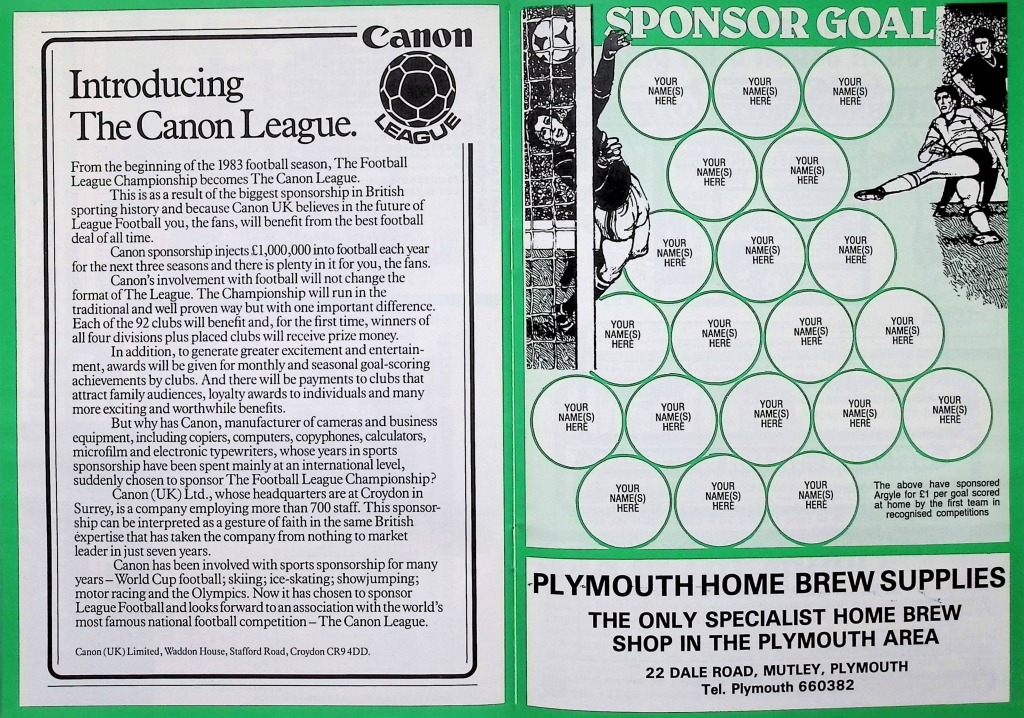 Canon
LEAGUE
Introducing
The Canon League.
From the beginning of the 1983 football season, The Football
League Championship becomes The Canon League.
This is as a result of the biggest sponsorship in British
sporting history and because Canon UK believes in the future of
League Football you, the fans, will benefit from the best football
deal of all time.
Canon sponsorship injects £1,000,000 into football each year
for the next three seasons and there is plenty in it for you, the fans.
Canon's involvement with football will not change the
format of The League. The Championship will run in the
traditional and well proven way but with one important difference.
Each of the 92 clubs will benefit and, for the first time, winners of
all four divisions plus placed clubs will receive prize money.
In addition, to generate greater excitement and entertain-
ment, awards will be given for monthly and seasonal goal-scoring
achievements by clubs. And there will be payments to clubs that
attract family audiences, loyalty awards to individuals and many
more exciting and worthwhile benefits.
But why has Canon, manufacturer of cameras and business
equipment, including copiers, computers, copyphones, calculators,
microfilm and electronic typewriters, whose years in sports
sponsorship have been spent mainly at an international level,
suddenly chosen to sponsor The Football League Championship?
Canon (UK) Ltd., whose headquarters are at Croydon in
Surrey, is a company employing more than 700 staff. This sponsor-
ship can be interpreted as a gesture of faith in the same British
expertise that has taken the company from nothing to market
leader in just seven years.
Canon has been involved with sports sponsorship for many
years – World Cup football; skiing; ice-skating; showjumping;
motor racing and the Olympics. Now it has chosen to sponsor
League Football and looks forward to an association with the world's
most famous national football competition – The Canon League.
Canon (UK) Limited, Waddon House, Stafford Road, Croydon CR9 4DD.
SPONSOR GOAL
YOUR
NAME(S)
HERE
YOUR
NAME(S)
HERE
YOUR
NAME(S)
HERE
YOUR
NAME(S)
HERE
YOUR
NAME(S)
HERE
YOUR
NAME(S)
HERE
YOUR
NAME(S)
HERE
YOUR
NAME(S)
HERE
YOUR
NAME(S)
HERE
YOUR
NAME(S)
HERE
YOUR
NAME(S)
HERE
YOUR
NAME(S)
HERE
YOUR
NAME(S)
HERE
YOUR
NAME(S)
HERE
YOUR
NAME(S)
HERE
YOUR
NAME(S)
HERE
YOUR
NAME(S)
HERE
YOUR
NAME(S)
HERE
YOUR
NAME(S)
HERE
YOUR
NAME(S)
HERE
The above have sponsored
Argyle for £1 per goal scored
at home by the first team in
recognised competitions
PLYMOUTH HOME BREW SUPPLIES
THE ONLY SPECIALIST HOME BREW
SHOP IN THE PLYMOUTH AREA
22 DALE ROAD, MUTLEY, PLYMOUTH
Tel. Plymouth 660382